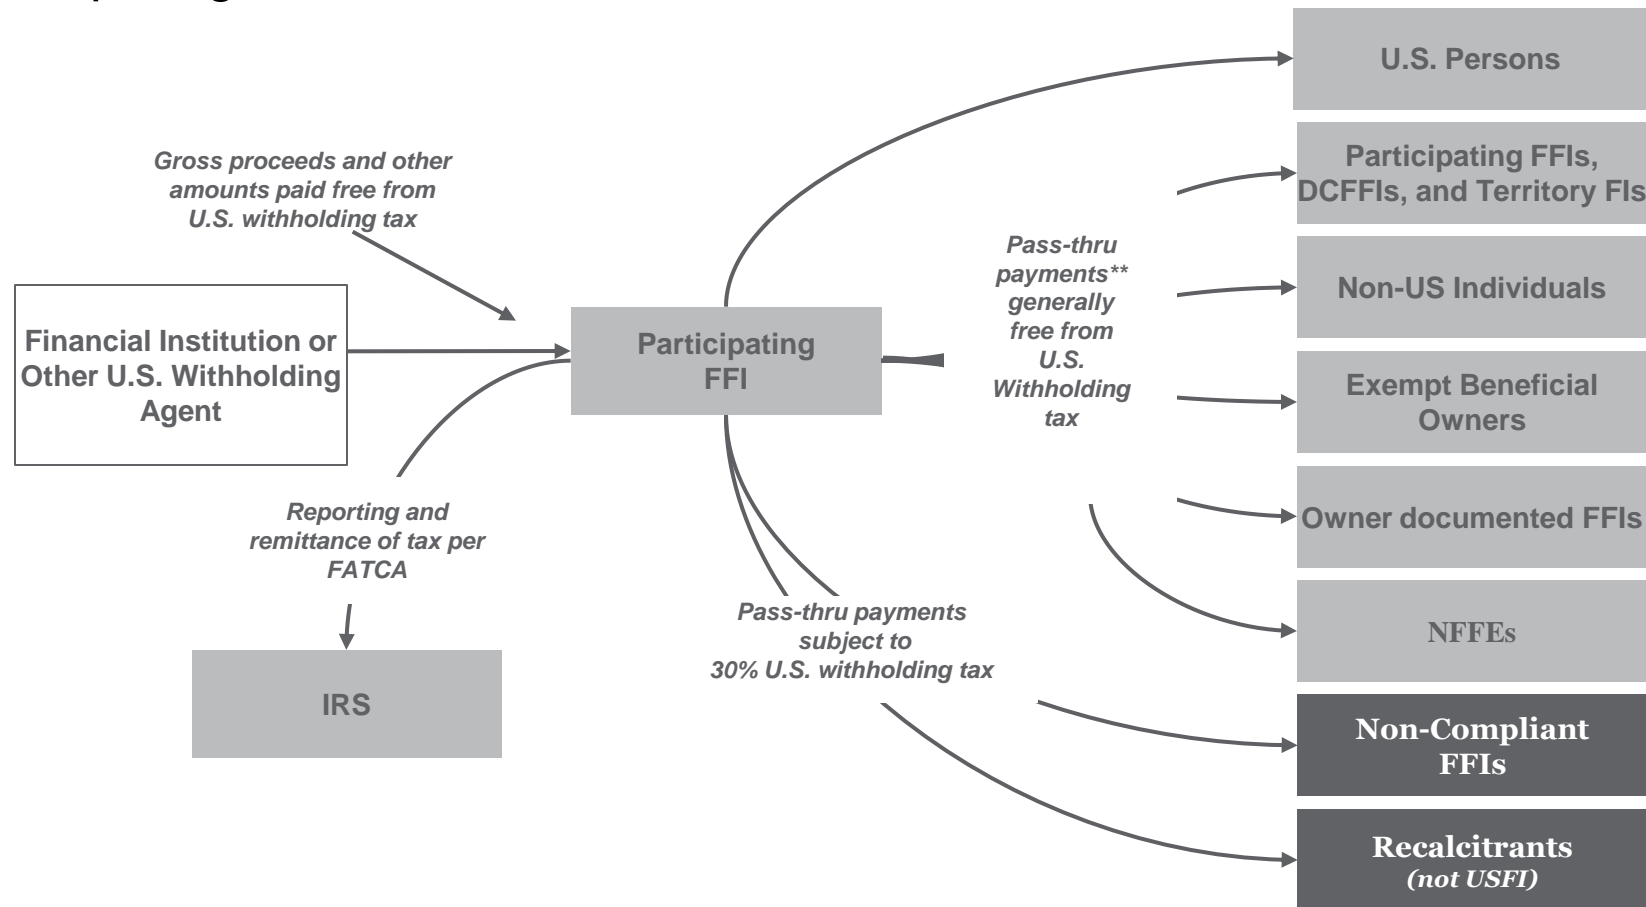 U.S. Persons
Gross proceeds and other
amounts paid free from
U.S. withholding tax
Participating FFIs,
DCFFIs, and Territory FIs
Pass-thru
payments**
generally
free from
U.S.
Withholding
tax
Non-US Individuals
Financial Institution or
Other U.S. Withholding
Agent
Participating
FFI
Exempt Beneficial
Owners
Reporting and
remittance of tax per
FATCA
Owner documented FFIs
Pass-thru payments
subject to
30% U.S. withholding tax
NFFEs
IRS
Non-Compliant
FFIs
Recalcitrants
(not USFI)